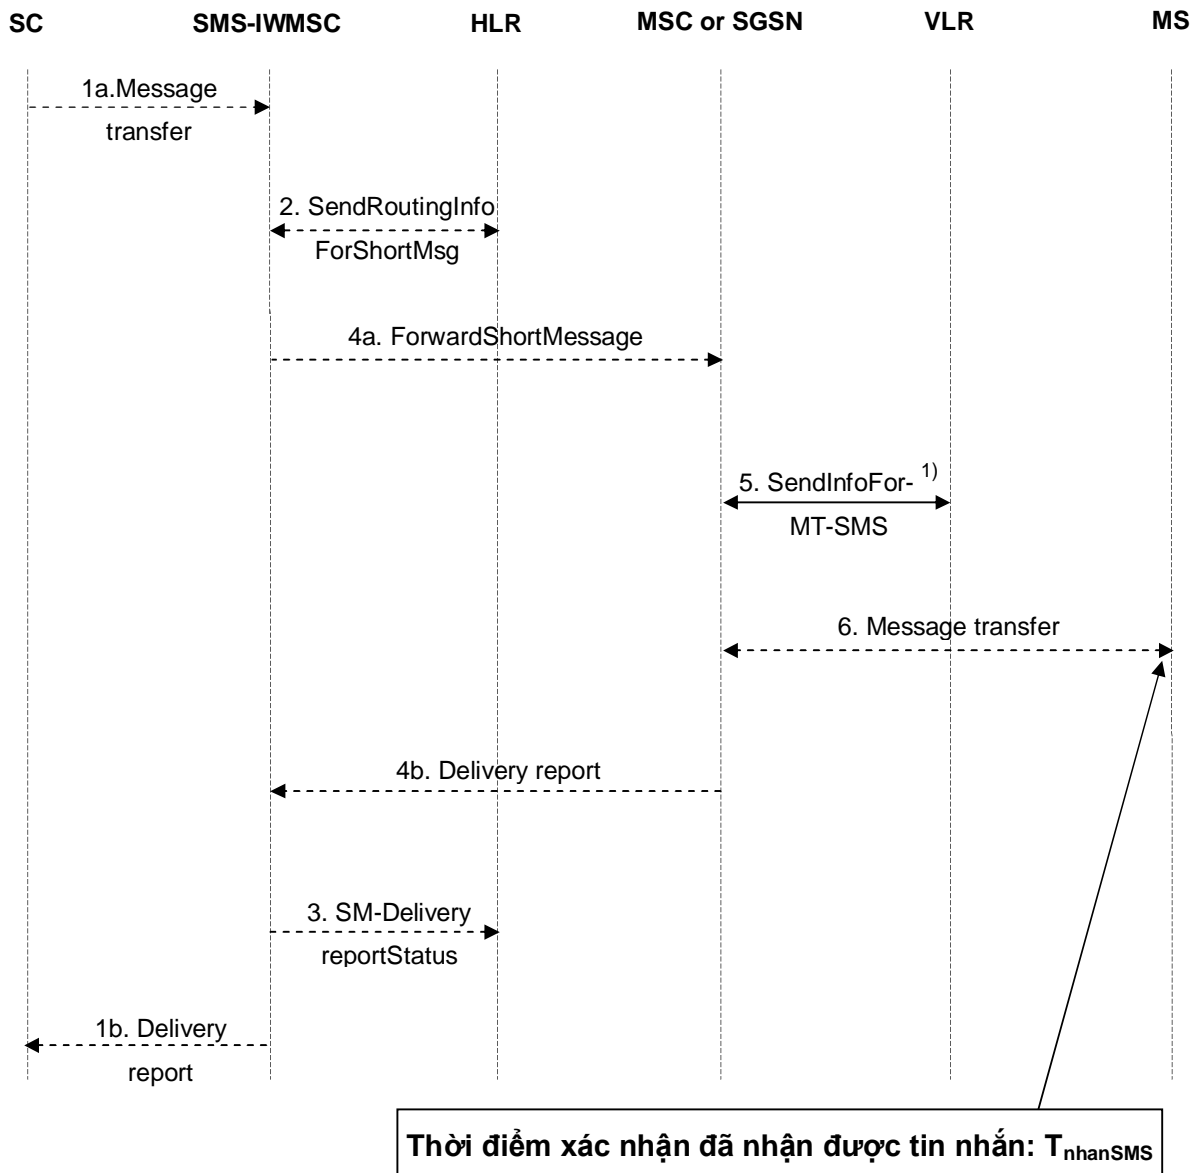 SC SMS-IWMSC HLR MSC or SGSN VLR MS
1a.Message
transfer
2. SendRoutingInfo
ForShortMsg
4a. ForwardShortMessage
5. SendInfoFor- 1)
MT-SMS
6. Message transfer
4b. Delivery report
3. SM-Delivery
reportStatus
1b. Delivery
report
Thời điểm xác nhận đã nhận được tin nhắn: TnhanSMS